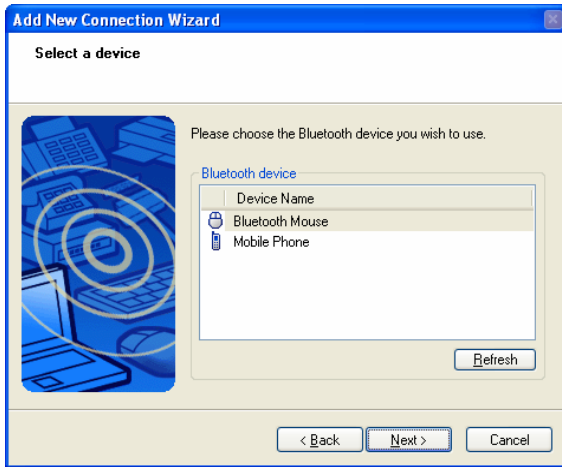 Add New Connection Wizard
Select a device
Please choose the Bluetooth device you wish to use.
Bluetooth device
Device Name
Bluetooth Mouse
Mobile Phone
Refresh
< Back Next > Cancel